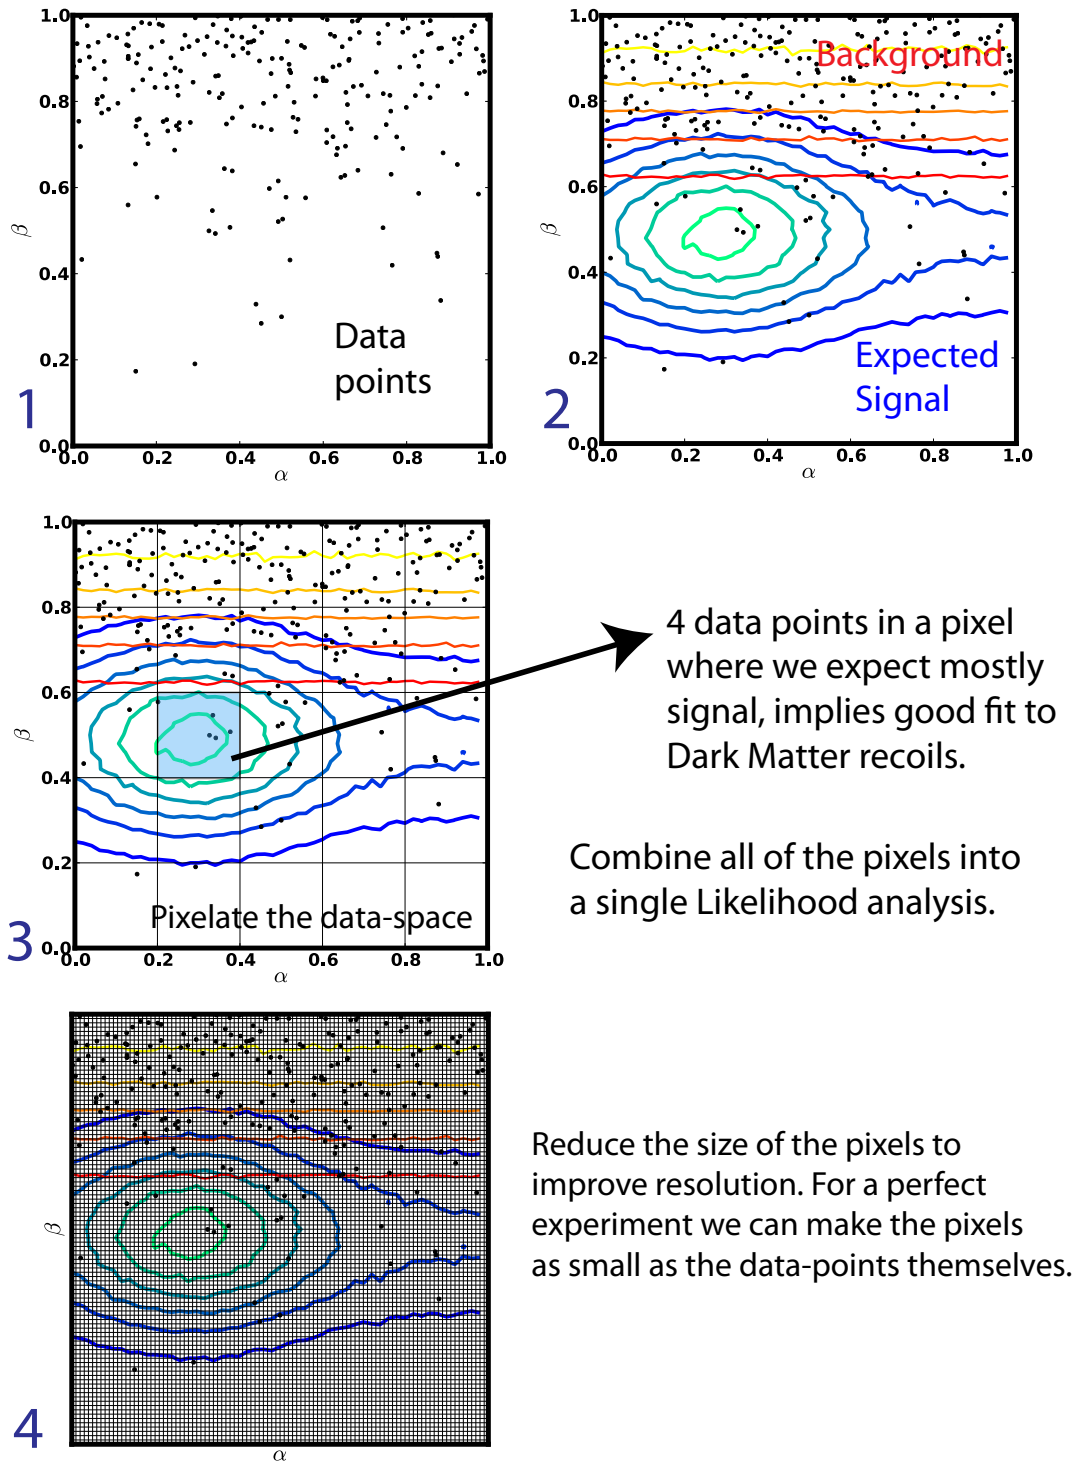 1.0
0.8
0.6
β
0.4
0.2
0.0
Data
points
1
0.0 0.2 0.4 0.6 0.8 1.0
α
1.0
Background
0.8
0.6
β
0.4
0.2
0.0
Expected
Signal
2
0.0 0.2 0.4 0.6 0.8 1.0
α
1.0
0.8
0.6
β
0.4
0.2
0.0
Pixelate the data-space
3
0.0 0.2 0.4 0.6 0.8 1.0
α
4 data points in a pixel
where we expect mostly
signal, implies good fit to
Dark Matter recoils.
Combine all of the pixels into
a single Likelihood analysis.
β
4
α
Reduce the size of the pixels to
improve resolution. For a perfect
experiment we can make the pixels
as small as the data-points themselves.